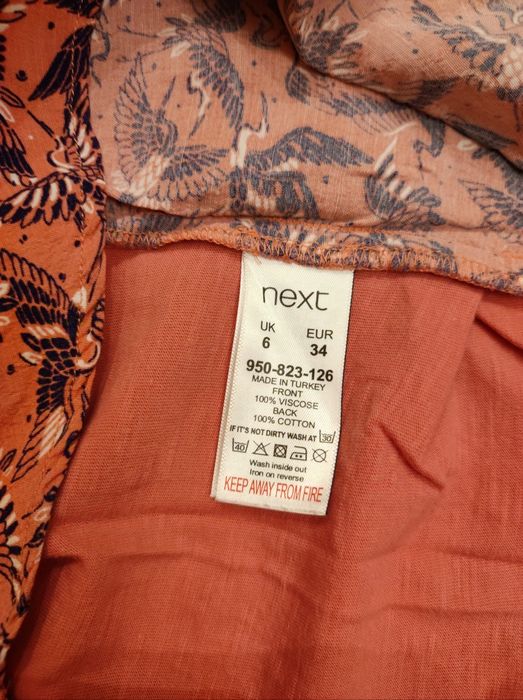 next
UK EUR
6 34
950-823-126
MADE IN TURKEY
FRONT
100% VISCOSE
BACK
100% COTTON
IF IT'S NOT DIRTY WASH AT 30
40
Wash inside out
Iron on reverse
KEEP AWAY FROM FIRE